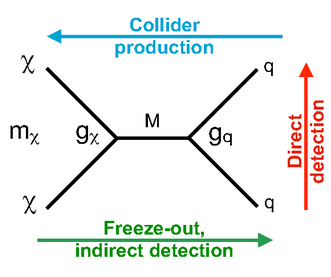 Collider
production
χ
q
M
mχ
gχ
gq
Direct
detection
χ
q
Freeze-out,
indirect detection